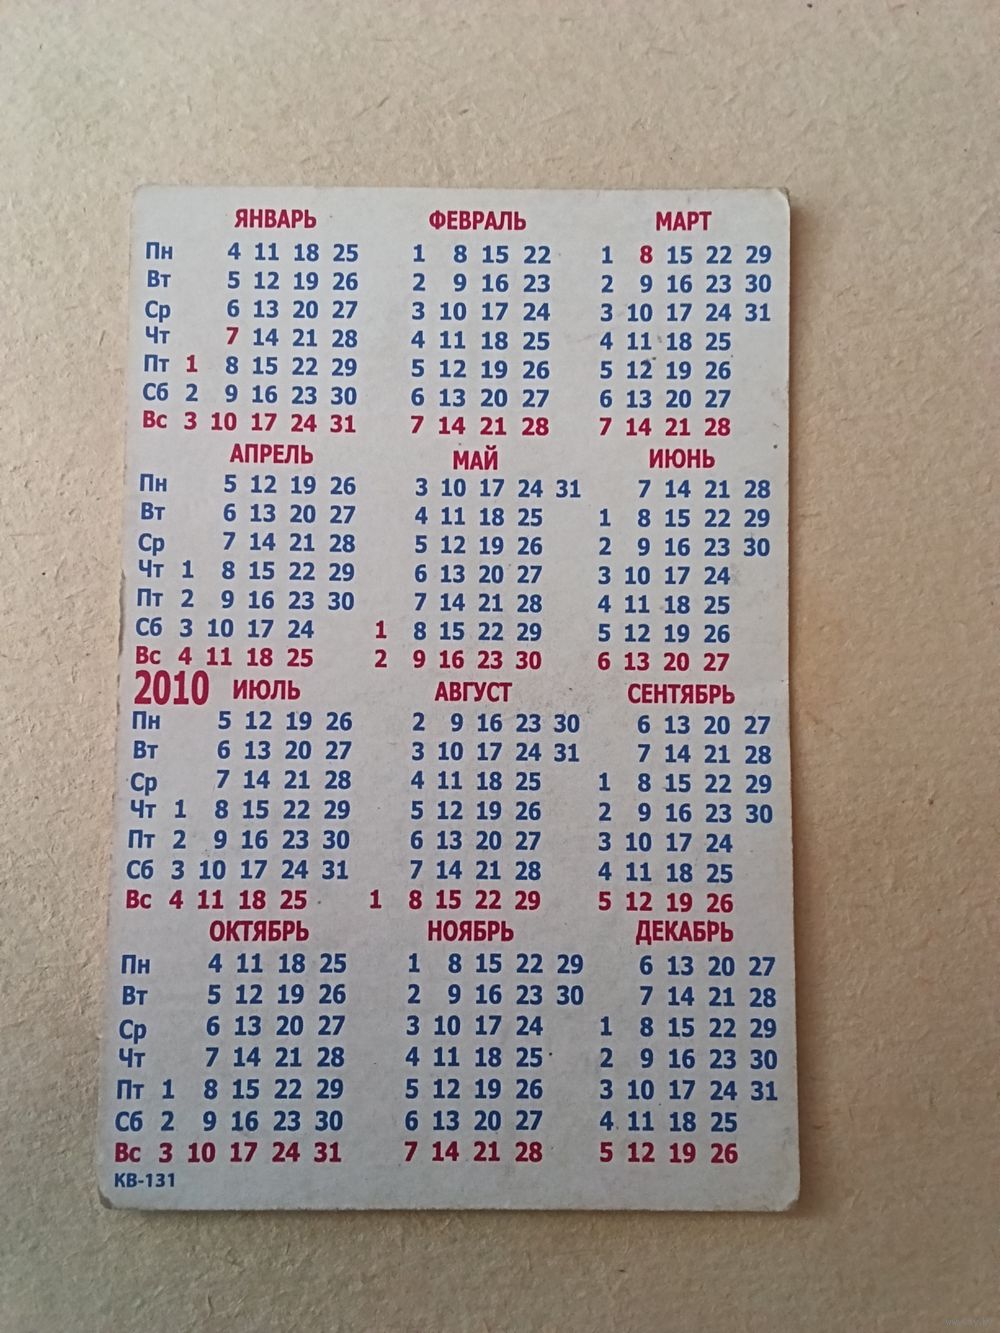 ЯНВАРЬ ФЕВРАЛЬ МАРТ
Пн 4 11 18 25 1 8 15 22 1 8 15 22 29
Вт 5 12 19 26 2 9 16 23 2 9 16 23 30
Ср 6 13 20 27 3 10 17 24 3 10 17 24 31
Чт 7 14 21 28 4 11 18 25 4 11 18 25
Пт 1 8 15 22 29 5 12 19 26 5 12 19 26
Сб 2 9 16 23 30 6 13 20 27 6 13 20 27
Вс 3 10 17 24 31 7 14 21 28 7 14 21 28
АПРЕЛЬ МАЙ ИЮНЬ
Пн 5 12 19 26 3 10 17 24 31 7 14 21 28
Вт 6 13 20 27 4 11 18 25 1 8 15 22 29
Ср 7 14 21 28 5 12 19 26 2 9 16 23 30
Чт 1 8 15 22 29 6 13 20 27 3 10 17 24
Пт 2 9 16 23 30 7 14 21 28 4 11 18 25
Сб 3 10 17 24 1 8 15 22 29 5 12 19 26
Вс 4 11 18 25 2 9 16 23 30 6 13 20 27
2010 ИЮЛЬ АВГУСТ СЕНТЯБРЬ
Пн 5 12 19 26 2 9 16 23 30 6 13 20 27
Вт 6 13 20 27 3 10 17 24 31 7 14 21 28
Ср 7 14 21 28 4 11 18 25 1 8 15 22 29
Чт 1 8 15 22 29 5 12 19 26 2 9 16 23 30
Пт 2 9 16 23 30 6 13 20 27 3 10 17 24
Сб 3 10 17 24 31 7 14 21 28 4 11 18 25
Вс 4 11 18 25 1 8 15 22 29 5 12 19 26
ОКТЯБРЬ НОЯБРЬ ДЕКАБРЬ
Пн 4 11 18 25 1 8 15 22 29 6 13 20 27
Вт 5 12 19 26 2 9 16 23 30 7 14 21 28
Ср 6 13 20 27 3 10 17 24 1 8 15 22 29
Чт 7 14 21 28 4 11 18 25 2 9 16 23 30
Пт 1 8 15 22 29 5 12 19 26 3 10 17 24 31
Сб 2 9 16 23 30 6 13 20 27 4 11 18 25
Вс 3 10 17 24 31 7 14 21 28 5 12 19 26
КВ-131